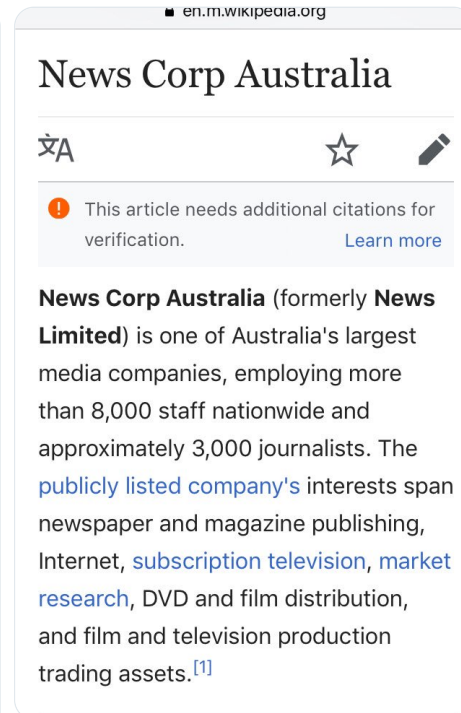 en.m.wikipedia.org
News Corp Australia
文A
This article needs additional citations for
verification. Learn more
News Corp Australia (formerly News
Limited) is one of Australia's largest
media companies, employing more
than 8,000 staff nationwide and
approximately 3,000 journalists. The
publicly listed company's interests span
newspaper and magazine publishing,
Internet, subscription television, market
research, DVD and film distribution,
and film and television production
trading assets.[1]